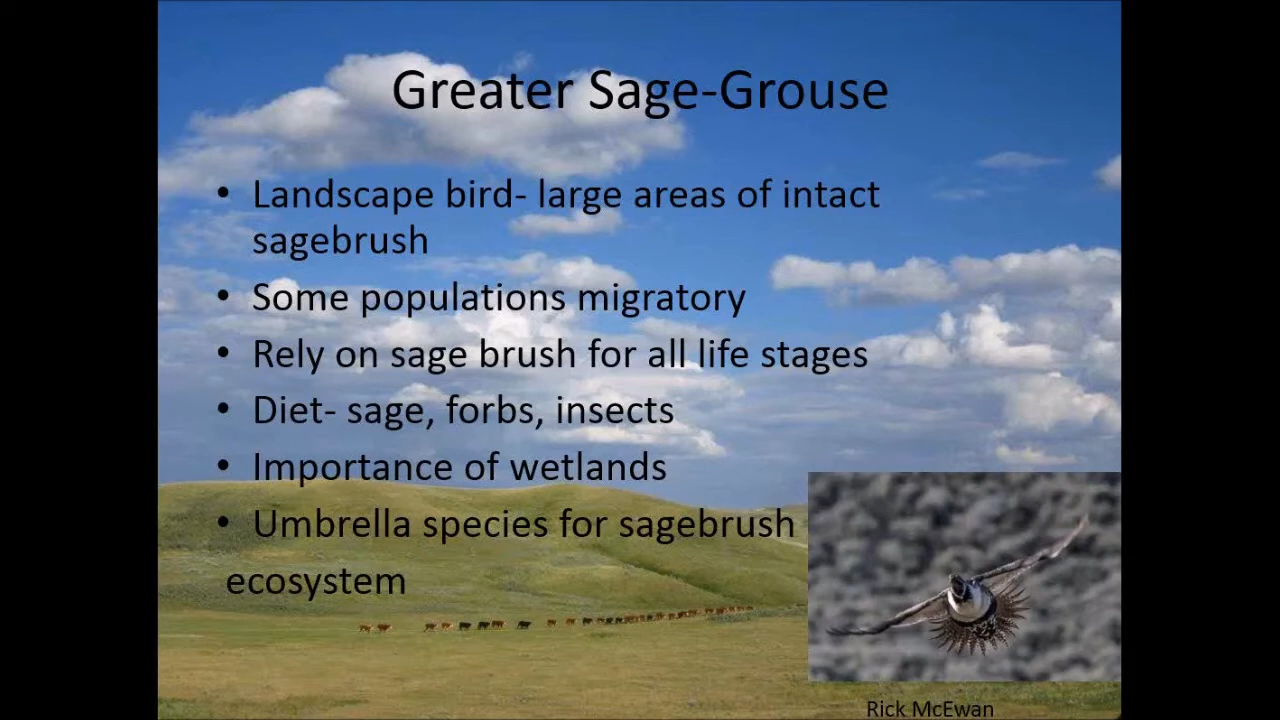 Greater Sage-Grouse
• Landscape bird- large areas of intact
sagebrush
• Some populations migratory
• Rely on sage brush for all life stages
• Diet- sage, forbs, insects
• Importance of wetlands
• Umbrella species for sagebrush
ecosystem
Rick McEwan